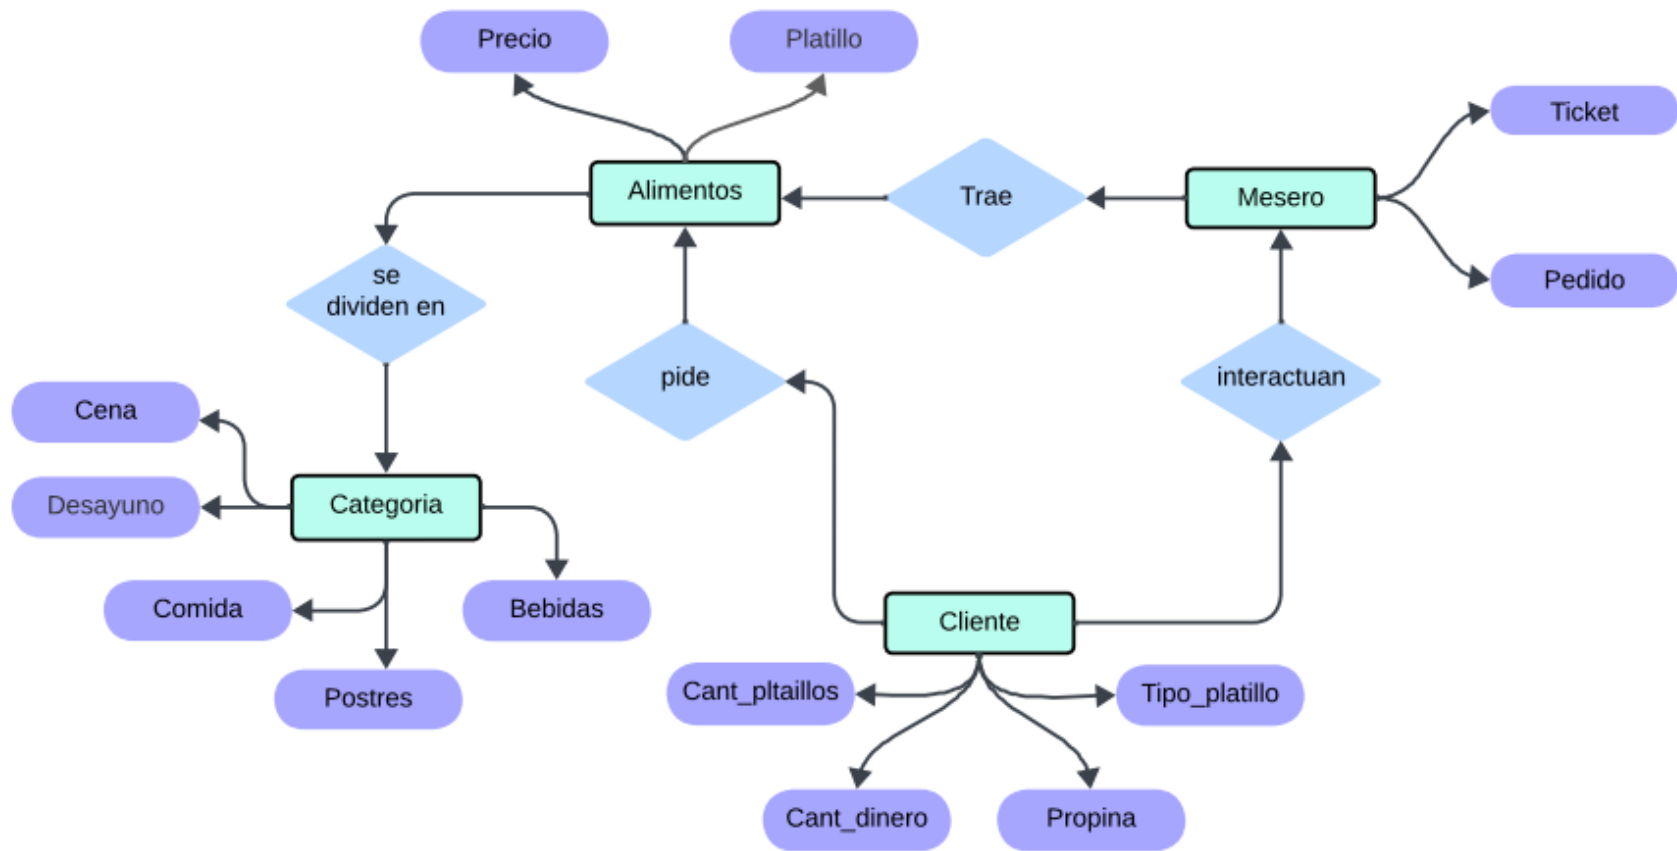 Precio
Platillo
Ticket
Alimentos
Trae
Mesero
Pedido
se
dividen en
pide
interactuan
Cena
Desayuno
Categoria
Comida
Bebidas
Postres
Cliente
Cant_pltaillos
Tipo_platillo
Cant_dinero
Propina